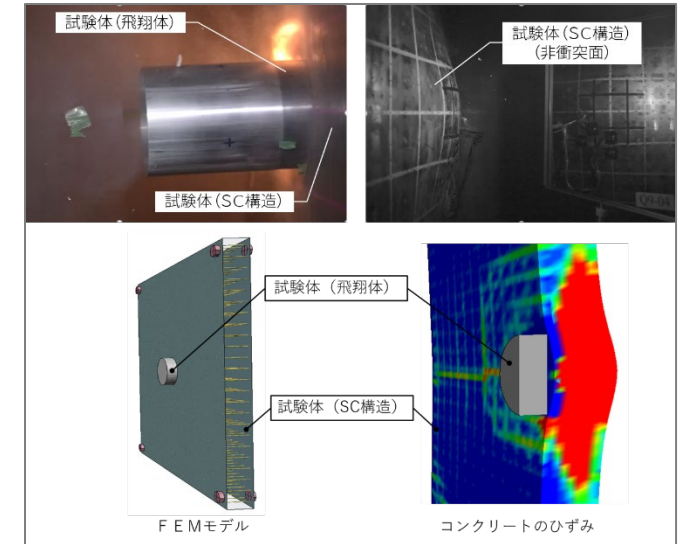 試験体(飛翔体)
試験体(SC構造)
(非衝突面)
試験体(SC構造)
Q9-04
試験体（飛翔体）
試験体（SC構造）
ＦＥＭモデル
コンクリートのひずみ